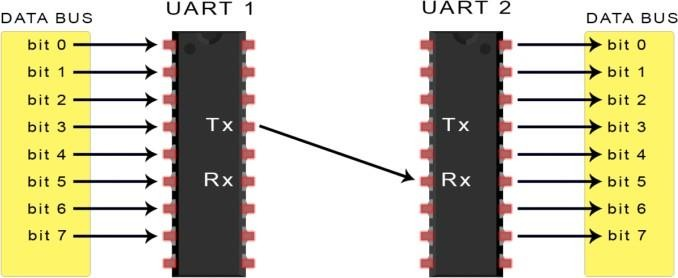 UART 1
UART 2
DATA BUS
bit 0
bit 1
bit 2
bit 3
bit 4
bit 5
bit 6
bit 7
Tx
Rx
Tx
Rx
DATA BUS
bit 0
bit 1
bit 2
bit 3
bit 4
bit 5
bit 6
bit 7